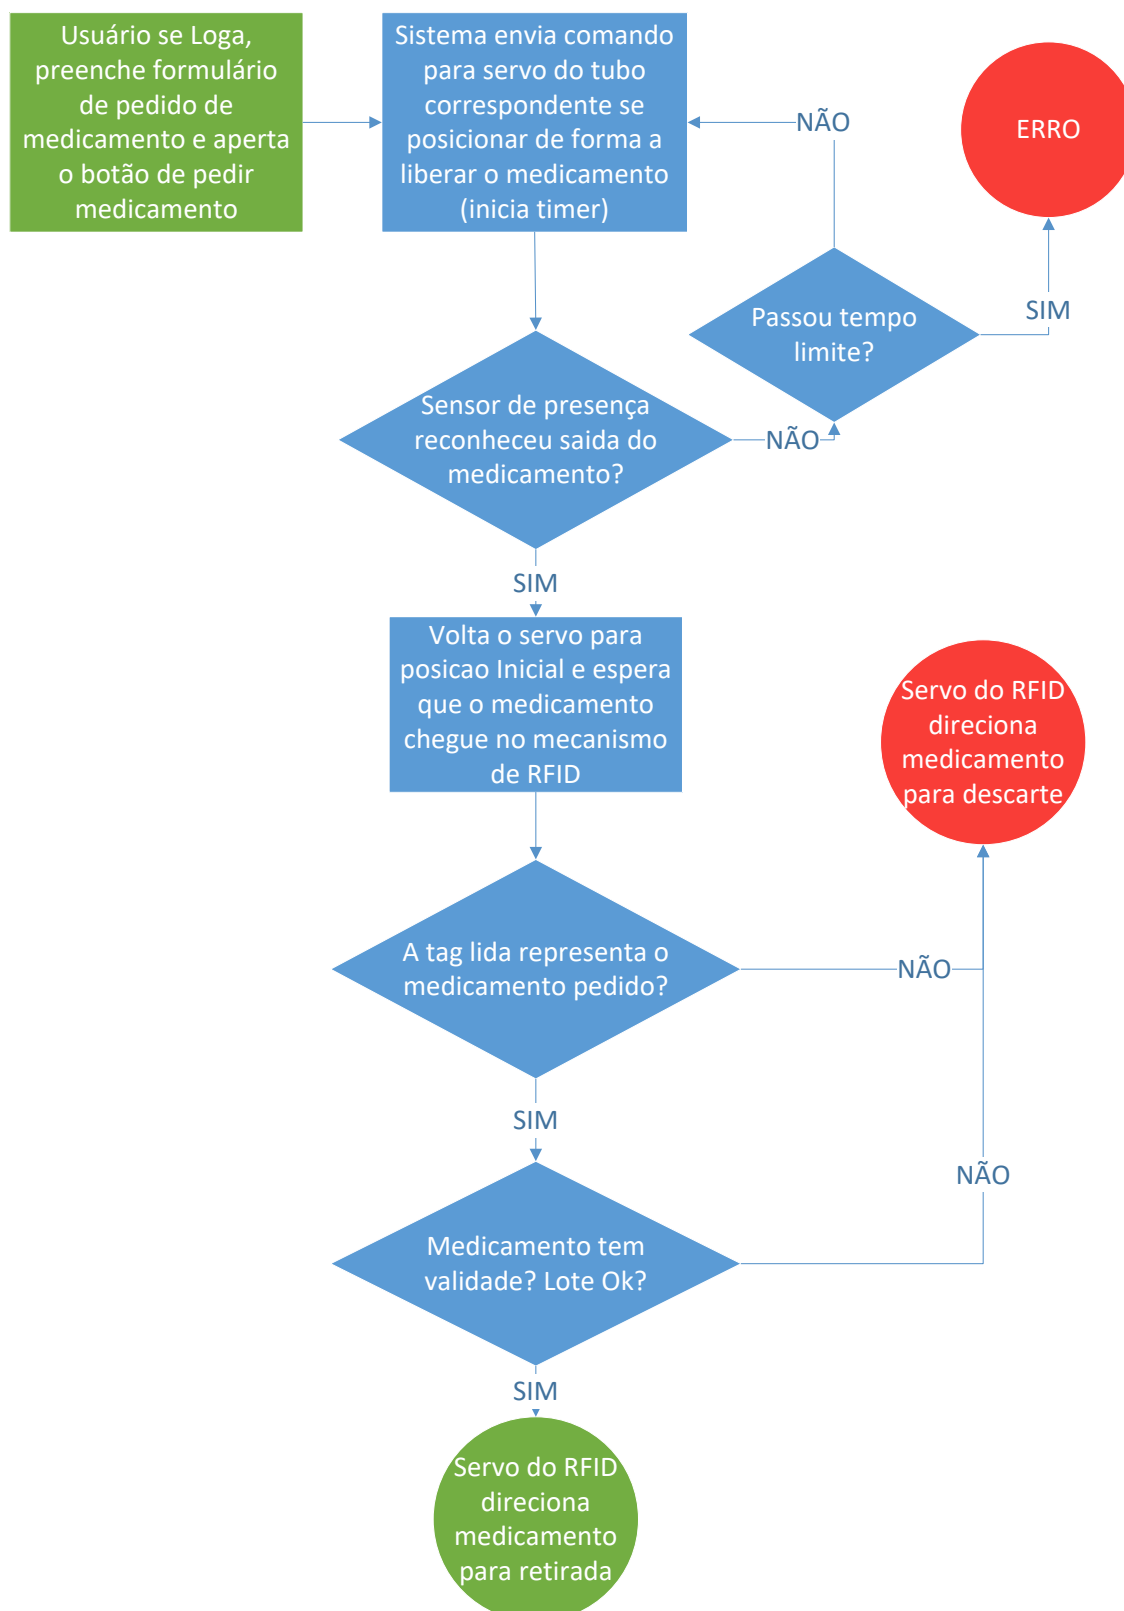 Usuário se Loga,
preenche formulário
de pedido de
medicamento e aperta
o botão de pedir
medicamento
Sistema envia comando
para servo do tubo
correspondente se
posicionar de forma a
liberar o medicamento
(inicia timer)
NÃO
ERRO
Passou tempo
limite?
SIM
Sensor de presença
reconheceu saida do
medicamento?
NÃO
SIM
Volta o servo para
posicao Inicial e espera
que o medicamento
chegue no mecanismo
de RFID
Servo do RFID
direciona
medicamento
para descarte
A tag lida representa o
medicamento pedido?
NÃO
SIM
NÃO
Medicamento tem
validade? Lote Ok?
SIM
Servo do RFID
direciona
medicamento
para retirada